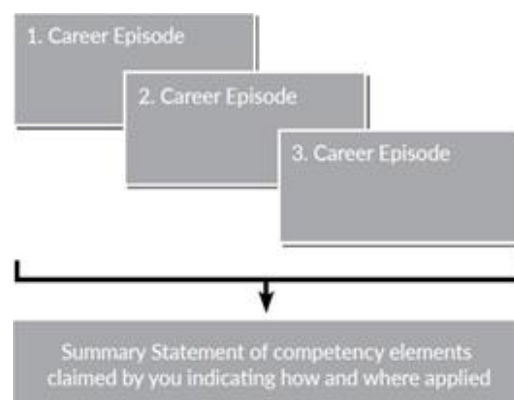 1. Career Episode
2. Career Episode
3. Career Episode
Summary Statement of competency elements
claimed by you indicating how and where applied